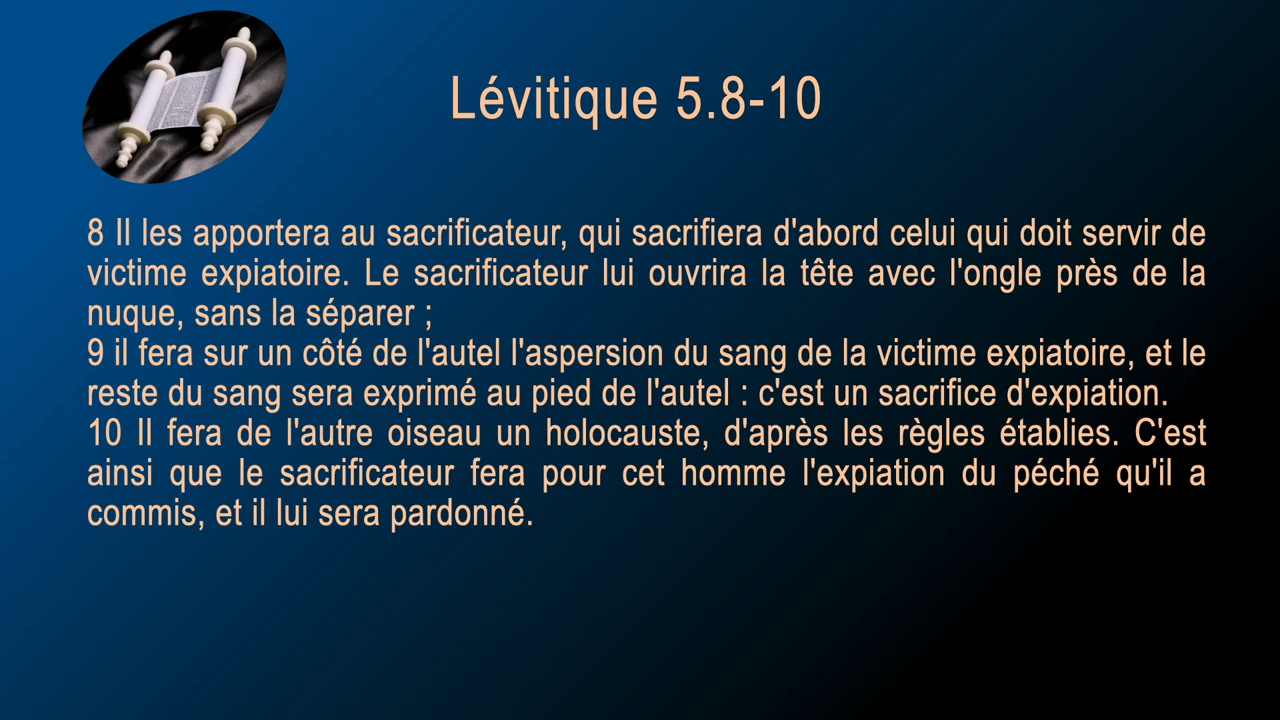 Lévitique 5.8-10
8 Il les apportera au sacrificateur, qui sacrifiera d'abord celui qui doit servir de
victime expiatoire. Le sacrificateur lui ouvrira la tête avec l'ongle près de la
nuque, sans la séparer ;
9 il fera sur un côté de l'autel l'aspersion du sang de la victime expiatoire, et le
reste du sang sera exprimé au pied de l'autel : c'est un sacrifice d'expiation.
10 Il fera de l'autre oiseau un holocauste, d'après les règles établies. C'est
ainsi que le sacrificateur fera pour cet homme l'expiation du péché qu'il a
commis, et il lui sera pardonné.